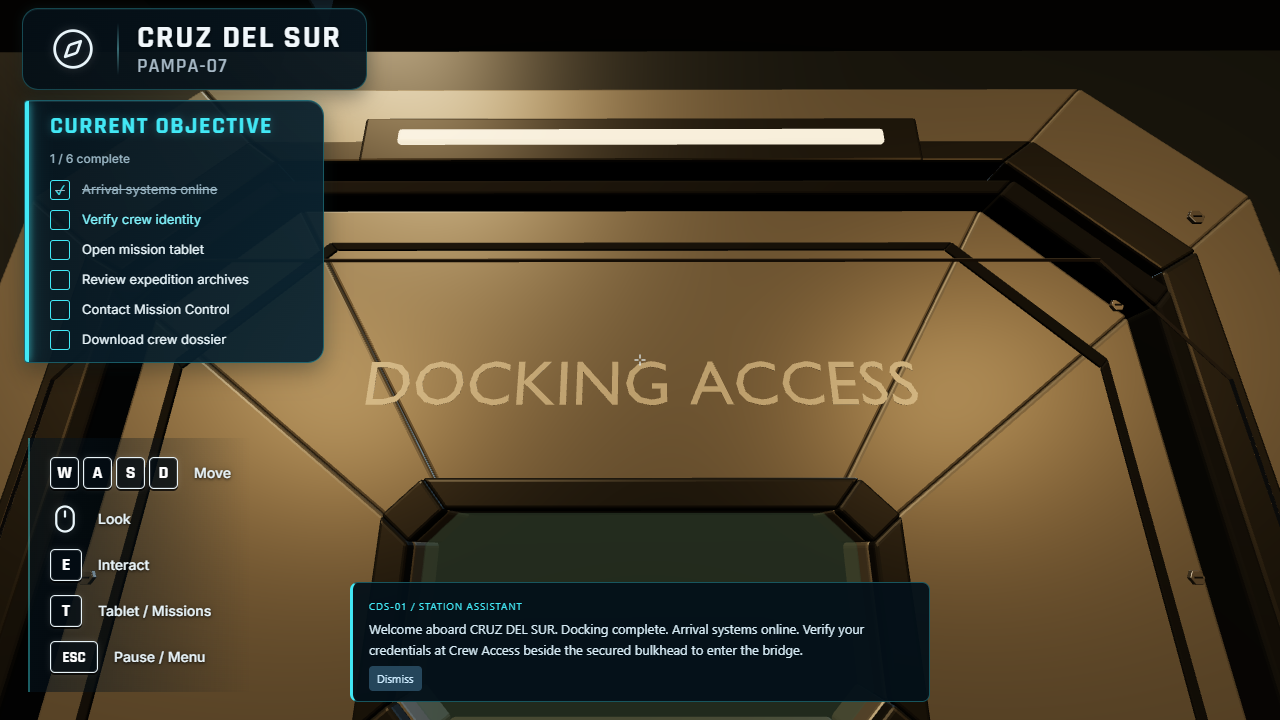 CRUZ DEL SUR
PAMPA-07
CURRENT OBJECTIVE
1 / 6 complete
Arrival systems online
Verify crew identity
Open mission tablet
Review expedition archives
Contact Mission Control
Download crew dossier
DOCKING ACCESS
W A S D Move
Look
E Interact
T Tablet / Missions
ESC Pause / Menu
CDS-01 / STATION ASSISTANT
Welcome aboard CRUZ DEL SUR. Docking complete. Arrival systems online. Verify your
credentials at Crew Access beside the secured bulkhead to enter the bridge.
Dismiss